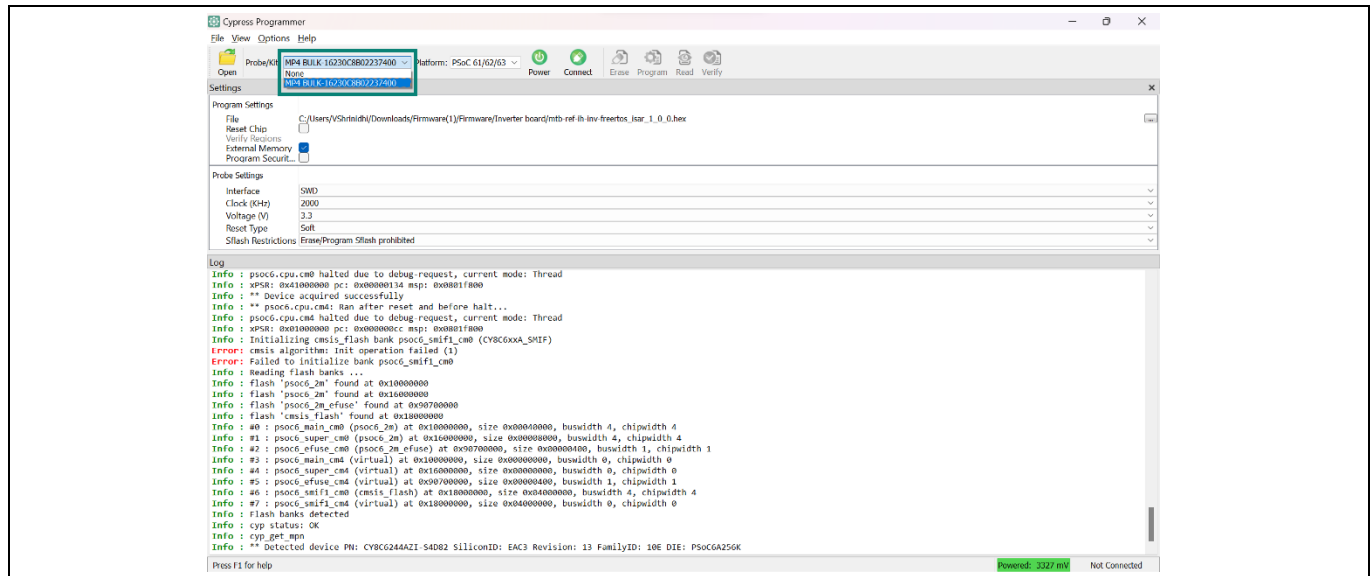 Cypress Programmer
File View Options Help
Open Probe/Kit: MP4 BULK-16230C8B02237400 Platform: PSoC 61/62/63 Power Connect Erase Program Read Verify
None
MP4 BULK-16230C8B02237400
Settings
Program Settings
File C:/Users/VShrinidhi/Downloads/Firmware(1)/Firmware/Inverter board/mtb-ref-ih-inv-freertos_isar_1_0_0.hex ...
Reset Chip
Verify Regions
External Memory
Program Securit...
Probe Settings
Interface SWD
Clock (KHz) 2000
Voltage (V) 3.3
Reset Type Soft
Sflash Restrictions Erase/Program Sflash prohibited
Log
Info : psoc6.cpu.cm0 halted due to debug-request, current mode: Thread
Info : xPSR: 0x41000000 pc: 0x00000134 msp: 0x0801f800
Info : ** Device acquired successfully
Info : ** psoc6.cpu.cm4: Ran after reset and before halt...
Info : psoc6.cpu.cm4 halted due to debug-request, current mode: Thread
Info : xPSR: 0x01000000 pc: 0x000000cc msp: 0x0801f800
Info : Initializing cmsis_flash bank psoc6_smif1_cm0 (CY8C6xxA_SMIF)
Error: cmsis algorithm: Init operation failed (1)
Error: Failed to initialize bank psoc6_smif1_cm0
Info : Reading flash banks ...
Info : flash 'psoc6_2m' found at 0x10000000
Info : flash 'psoc6_2m' found at 0x16000000
Info : flash 'psoc6_2m_efuse' found at 0x90700000
Info : flash 'cmsis_flash' found at 0x18000000
Info : #0 : psoc6_main_cm0 (psoc6_2m) at 0x10000000, size 0x00040000, buswidth 4, chipwidth 4
Info : #1 : psoc6_super_cm0 (psoc6_2m) at 0x16000000, size 0x00008000, buswidth 4, chipwidth 4
Info : #2 : psoc6_efuse_cm0 (psoc6_2m_efuse) at 0x90700000, size 0x00000400, buswidth 1, chipwidth 1
Info : #3 : psoc6_main_cm4 (virtual) at 0x10000000, size 0x00000000, buswidth 0, chipwidth 0
Info : #4 : psoc6_super_cm4 (virtual) at 0x16000000, size 0x00000000, buswidth 0, chipwidth 0
Info : #5 : psoc6_efuse_cm4 (virtual) at 0x90700000, size 0x00000400, buswidth 1, chipwidth 1
Info : #6 : psoc6_smif1_cm0 (cmsis_flash) at 0x18000000, size 0x04000000, buswidth 4, chipwidth 4
Info : #7 : psoc6_smif1_cm4 (virtual) at 0x18000000, size 0x04000000, buswidth 0, chipwidth 0
Info : Flash banks detected
Info : cyp status: OK
Info : cyp_get_mpn
Info : ** Detected device PN: CY8C6244AZI-S4D82 SiliconID: EAC3 Revision: 13 FamilyID: 10E DIE: PSoC6A256K
Press F1 for help Powered: 3327 mV Not Connected